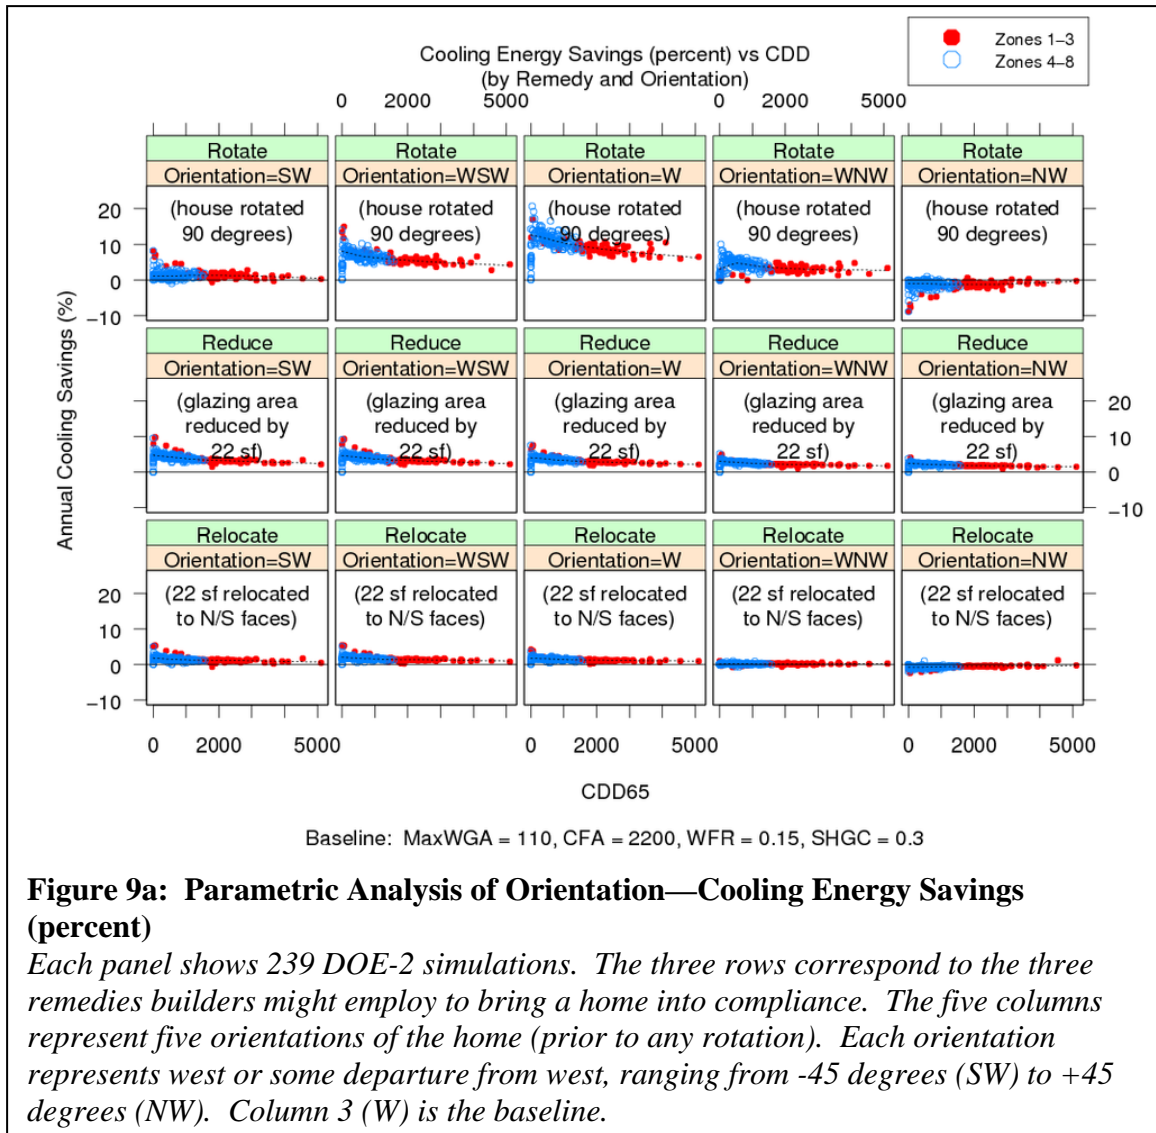 Cooling Energy Savings (percent) vs CDD
(by Remedy and Orientation)
Zones 1–3
Zones 4–8
0 2000 5000 0 2000 5000
Rotate Rotate Rotate Rotate Rotate
Orientation=SW Orientation=WSW Orientation=W Orientation=WNW Orientation=NW
(house rotated (house rotated (house rotated (house rotated (house rotated
90 degrees) 90 degrees) 90 degrees) 90 degrees) 90 degrees)
20
10
0
−10
Reduce Reduce Reduce Reduce Reduce
Orientation=SW Orientation=WSW Orientation=W Orientation=WNW Orientation=NW
(glazing area (glazing area (glazing area (glazing area (glazing area
reduced by reduced by reduced by reduced by reduced by
22 sf) 22 sf) 22 sf) 22 sf) 22 sf)
20
10
0
−10
Relocate Relocate Relocate Relocate Relocate
Orientation=SW Orientation=WSW Orientation=W Orientation=WNW Orientation=NW
(22 sf relocated (22 sf relocated (22 sf relocated (22 sf relocated (22 sf relocated
to N/S faces) to N/S faces) to N/S faces) to N/S faces) to N/S faces)
20
10
0
−10
Annual Cooling Savings (%)
0 2000 5000 0 2000 5000 0 2000 5000
CDD65
Baseline: MaxWGA = 110, CFA = 2200, WFR = 0.15, SHGC = 0.3
Figure 9a: Parametric Analysis of Orientation—Cooling Energy Savings
(percent)
Each panel shows 239 DOE-2 simulations. The three rows correspond to the three
remedies builders might employ to bring a home into compliance. The five columns
represent five orientations of the home (prior to any rotation). Each orientation
represents west or some departure from west, ranging from -45 degrees (SW) to +45
degrees (NW). Column 3 (W) is the baseline.